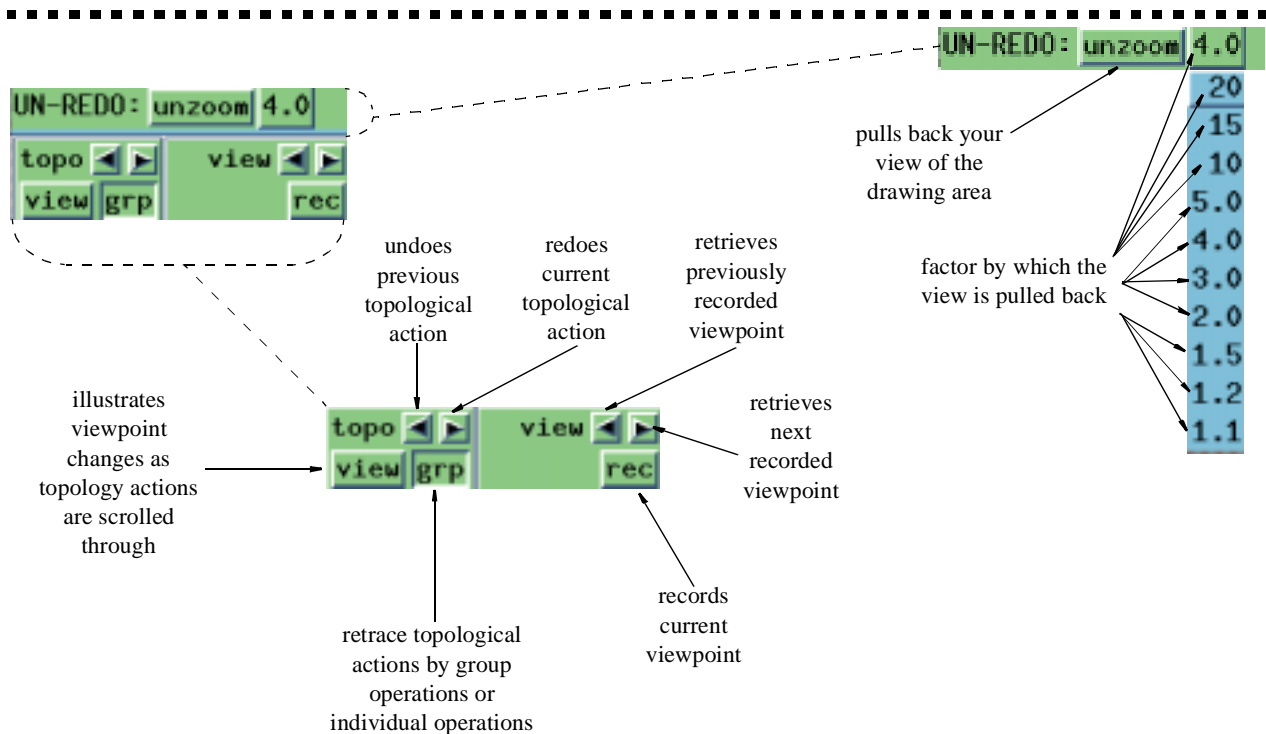 UN-REDO: unzoom 4.0
20
15
10
5.0
4.0
3.0
2.0
1.5
1.2
1.1
pulls back your
view of the
drawing area
factor by which the
view is pulled back
UN-REDO: unzoom 4.0
topo view
view grp rec
undoes
previous
topological
action
redoes
current
topological
action
retrieves
previously
recorded
viewpoint
illustrates
viewpoint
changes as
topology actions
are scrolled
through
topo view
view grp rec
retrieves
next
recorded
viewpoint
records
current
viewpoint
retrace topological
actions by group
operations or
individual operations